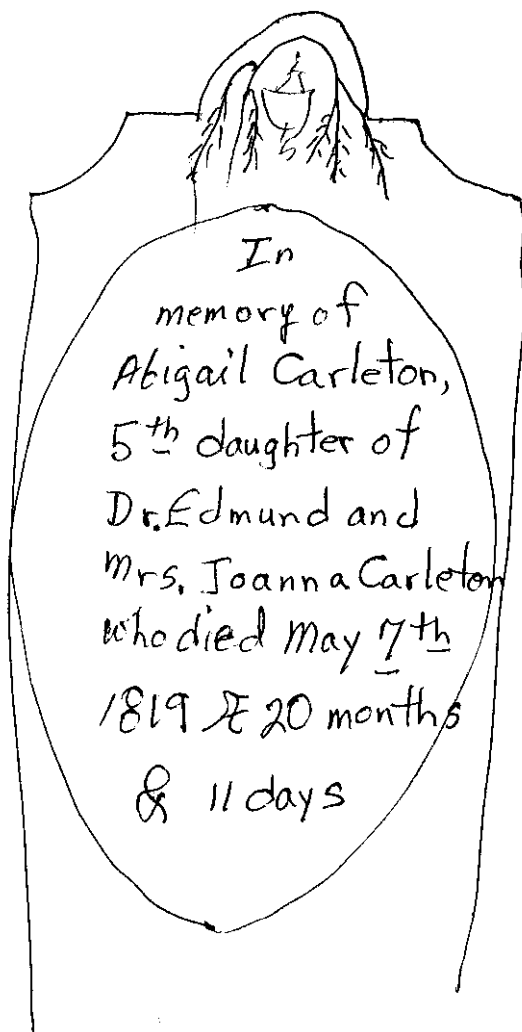 In
memory of
Abigail Carleton,
5th daughter of
Dr. Edmund and
Mrs. Joanna Carleton
who died May 7th
1819 Æ 20 months
& 11 days